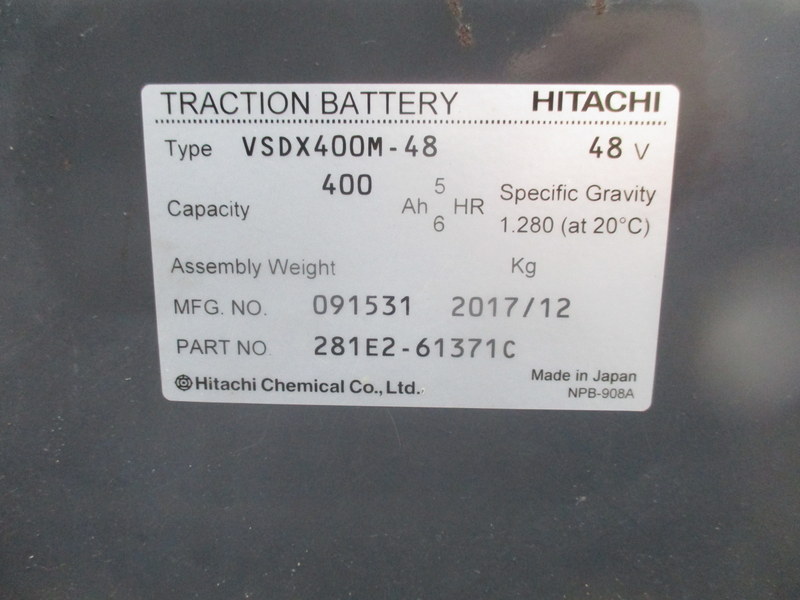 TRACTION BATTERY HITACHI
Type VSDX400M-48 48 V
Capacity 400 Ah 5 6 HR Specific Gravity
1.280 (at 20°C)
Assembly Weight Kg
MFG. NO. 091531 2017/12
PART NO. 281E2-61371C
Hitachi Chemical Co., Ltd. Made in Japan
NPB-908A